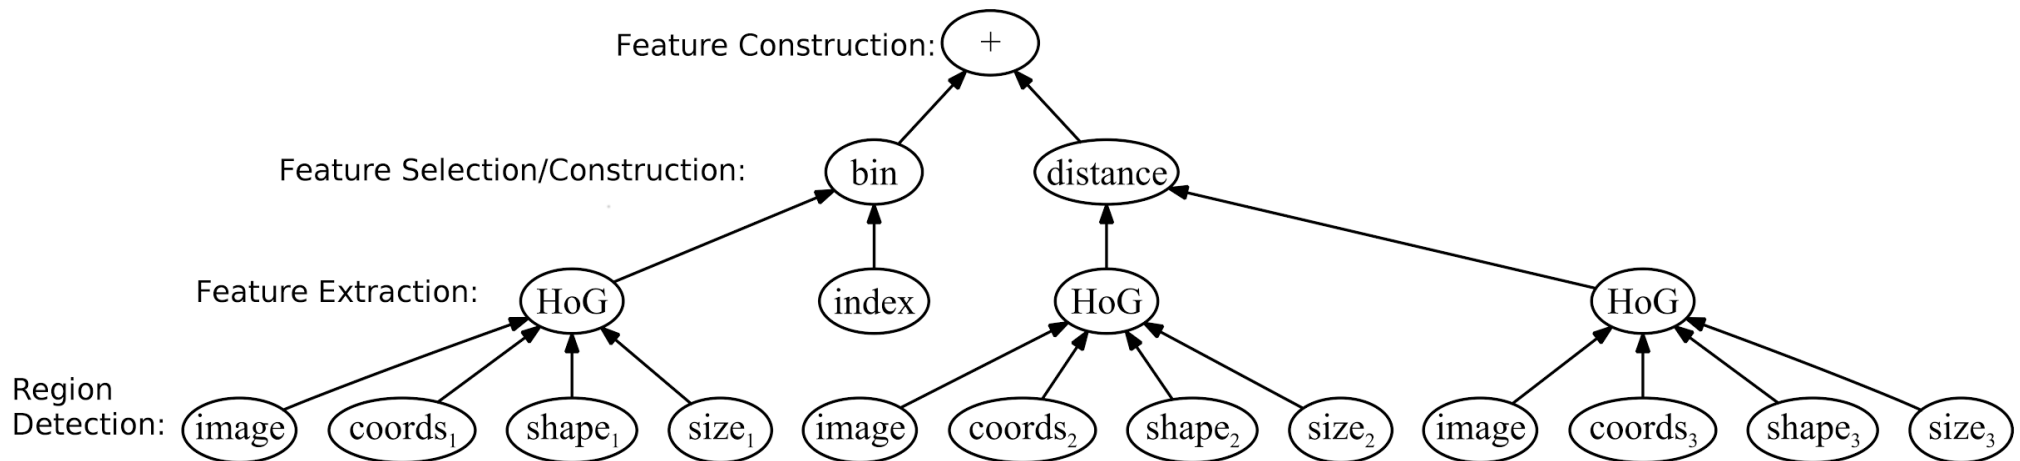 Feature Construction: +
Feature Selection/Construction: bin distance
Feature Extraction: HoG index HoG HoG
Region
Detection: image coords₁ shape₁ size₁ image coords₂ shape₂ size₂ image coords₃ shape₃ size₃